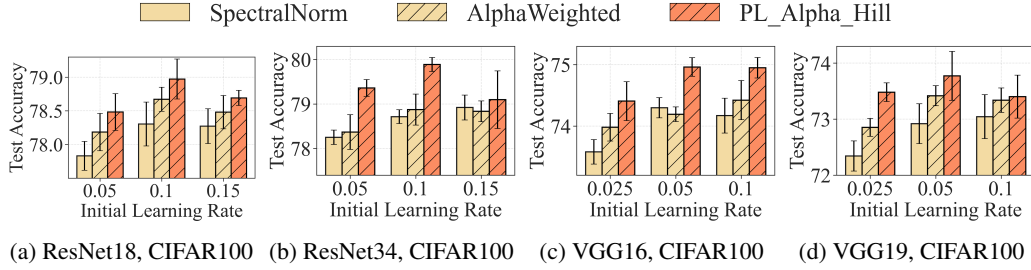 SpectralNorm AlphaWeighted PL_Alpha_Hill
Test Accuracy
79.0
78.5
78.0
0.05 0.1 0.15
Initial Learning Rate
(a) ResNet18, CIFAR100
Test Accuracy
80
79
78
0.05 0.1 0.15
Initial Learning Rate
(b) ResNet34, CIFAR100
Test Accuracy
75
74
0.025 0.05 0.1
Initial Learning Rate
(c) VGG16, CIFAR100
Test Accuracy
74
73
72
0.025 0.05 0.1
Initial Learning Rate
(d) VGG19, CIFAR100